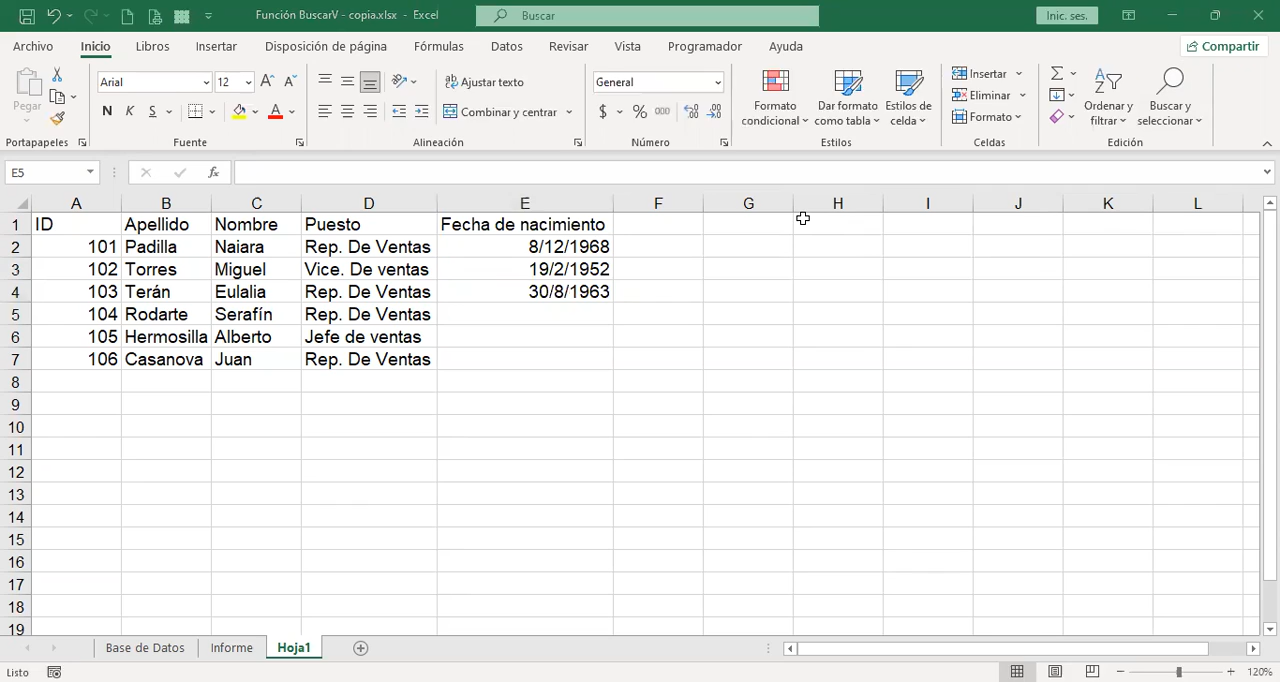 Función BuscarV - copia.xlsx - Excel
Buscar
Inic. ses.
Archivo Inicio Libros Insertar Disposición de página Fórmulas Datos Revisar Vista Programador Ayuda Compartir
Pegar
Portapapeles
Arial 12
N K S
Fuente
Ajustar texto
Combinar y centrar
Alineación
General
$ % 000
Número
Formato condicional
Dar formato como tabla
Estilos de celda
Estilos
Insertar
Eliminar
Formato
Celdas
Ordenar y filtrar
Buscar y seleccionar
Edición
E5 fx
A B C D E F G H I J K L
1 ID Apellido Nombre Puesto Fecha de nacimiento
2 101 Padilla Naiara Rep. De Ventas 8/12/1968
3 102 Torres Miguel Vice. De ventas 19/2/1952
4 103 Terán Eulalia Rep. De Ventas 30/8/1963
5 104 Rodarte Serafín Rep. De Ventas
6 105 Hermosilla Alberto Jefe de ventas
7 106 Casanova Juan Rep. De Ventas
8
9
10
11
12
13
14
15
16
17
18
19
Base de Datos Informe Hoja1
Listo 120%